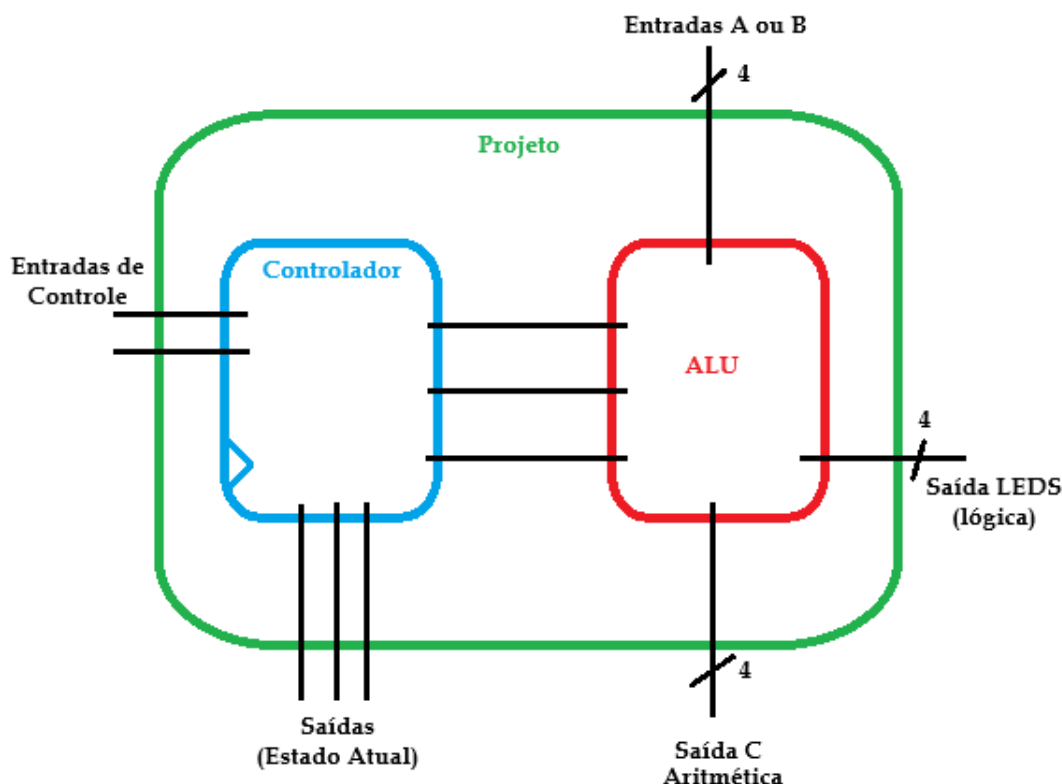 Entradas A ou B
4
Projeto
Entradas de
Controle
Controlador
ALU
4
Saída LEDS
(lógica)
4
Saídas
(Estado Atual)
Saída C
Aritmética